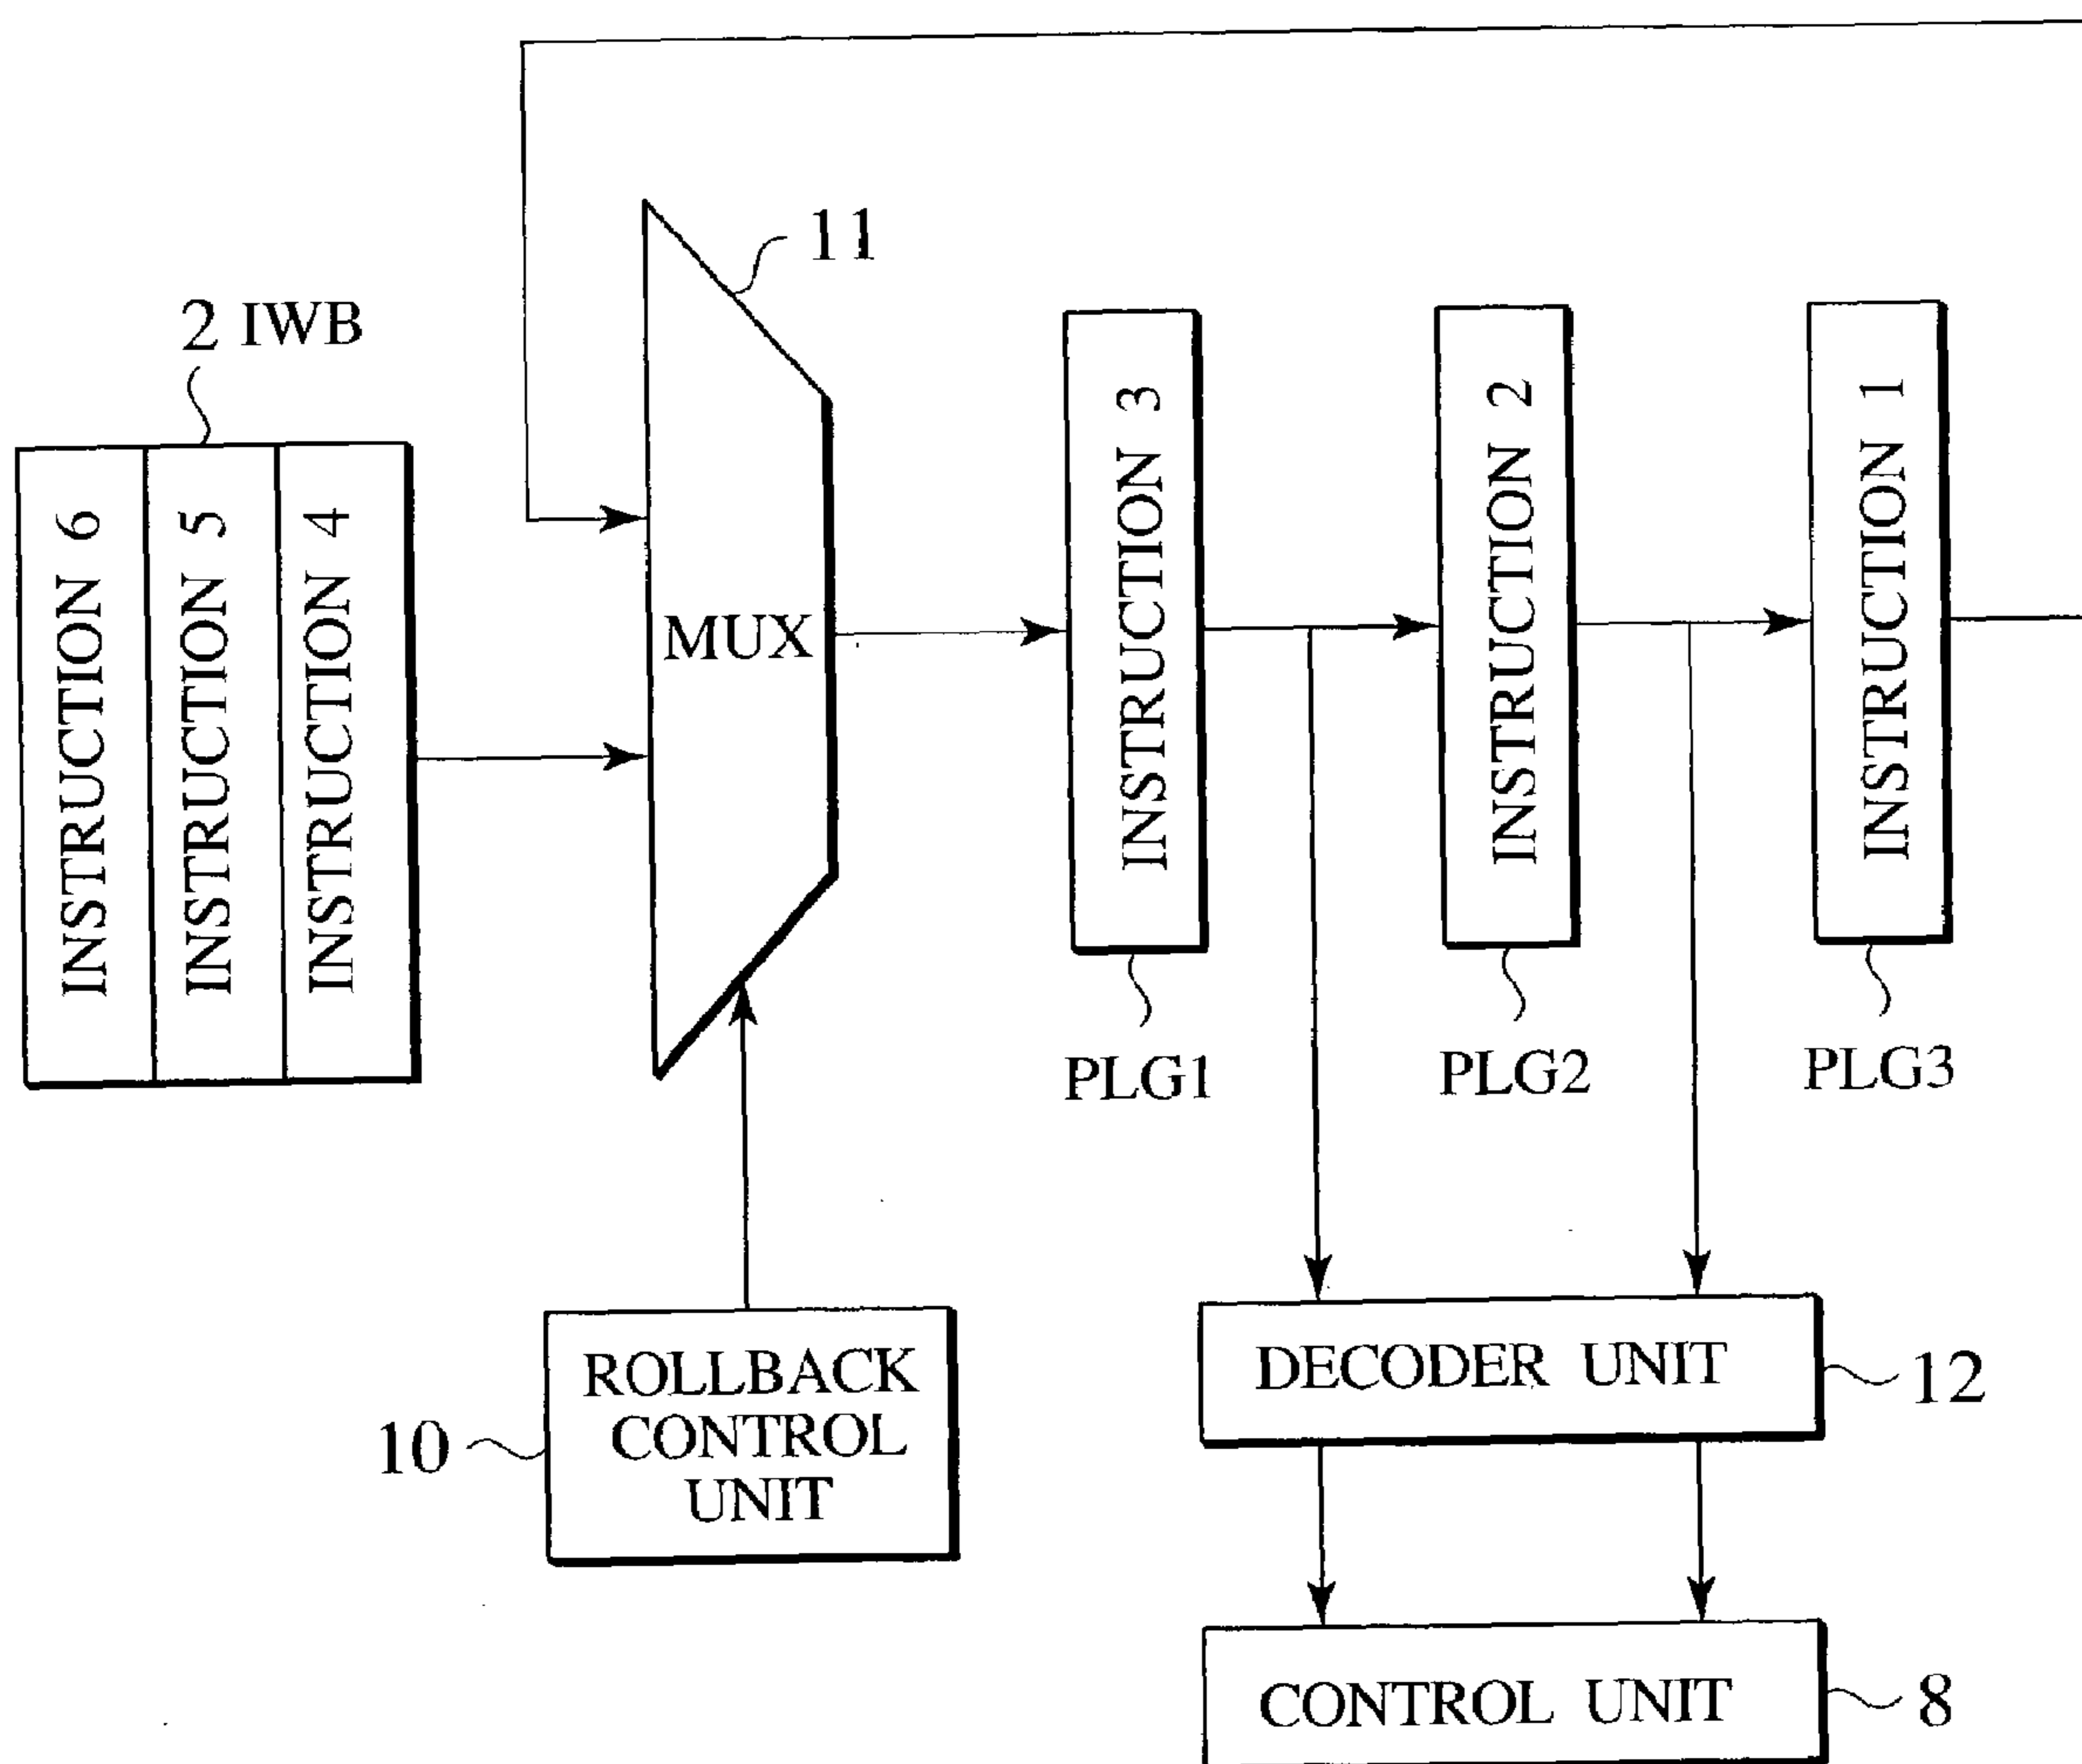 11
2 IWB
INSTRUCTION 6
INSTRUCTION 5
INSTRUCTION 4
MUX
INSTRUCTION 3
INSTRUCTION 2
INSTRUCTION 1
PLG1
PLG2
PLG3
ROLLBACK
CONTROL
UNIT
10
DECODER UNIT
12
CONTROL UNIT
8